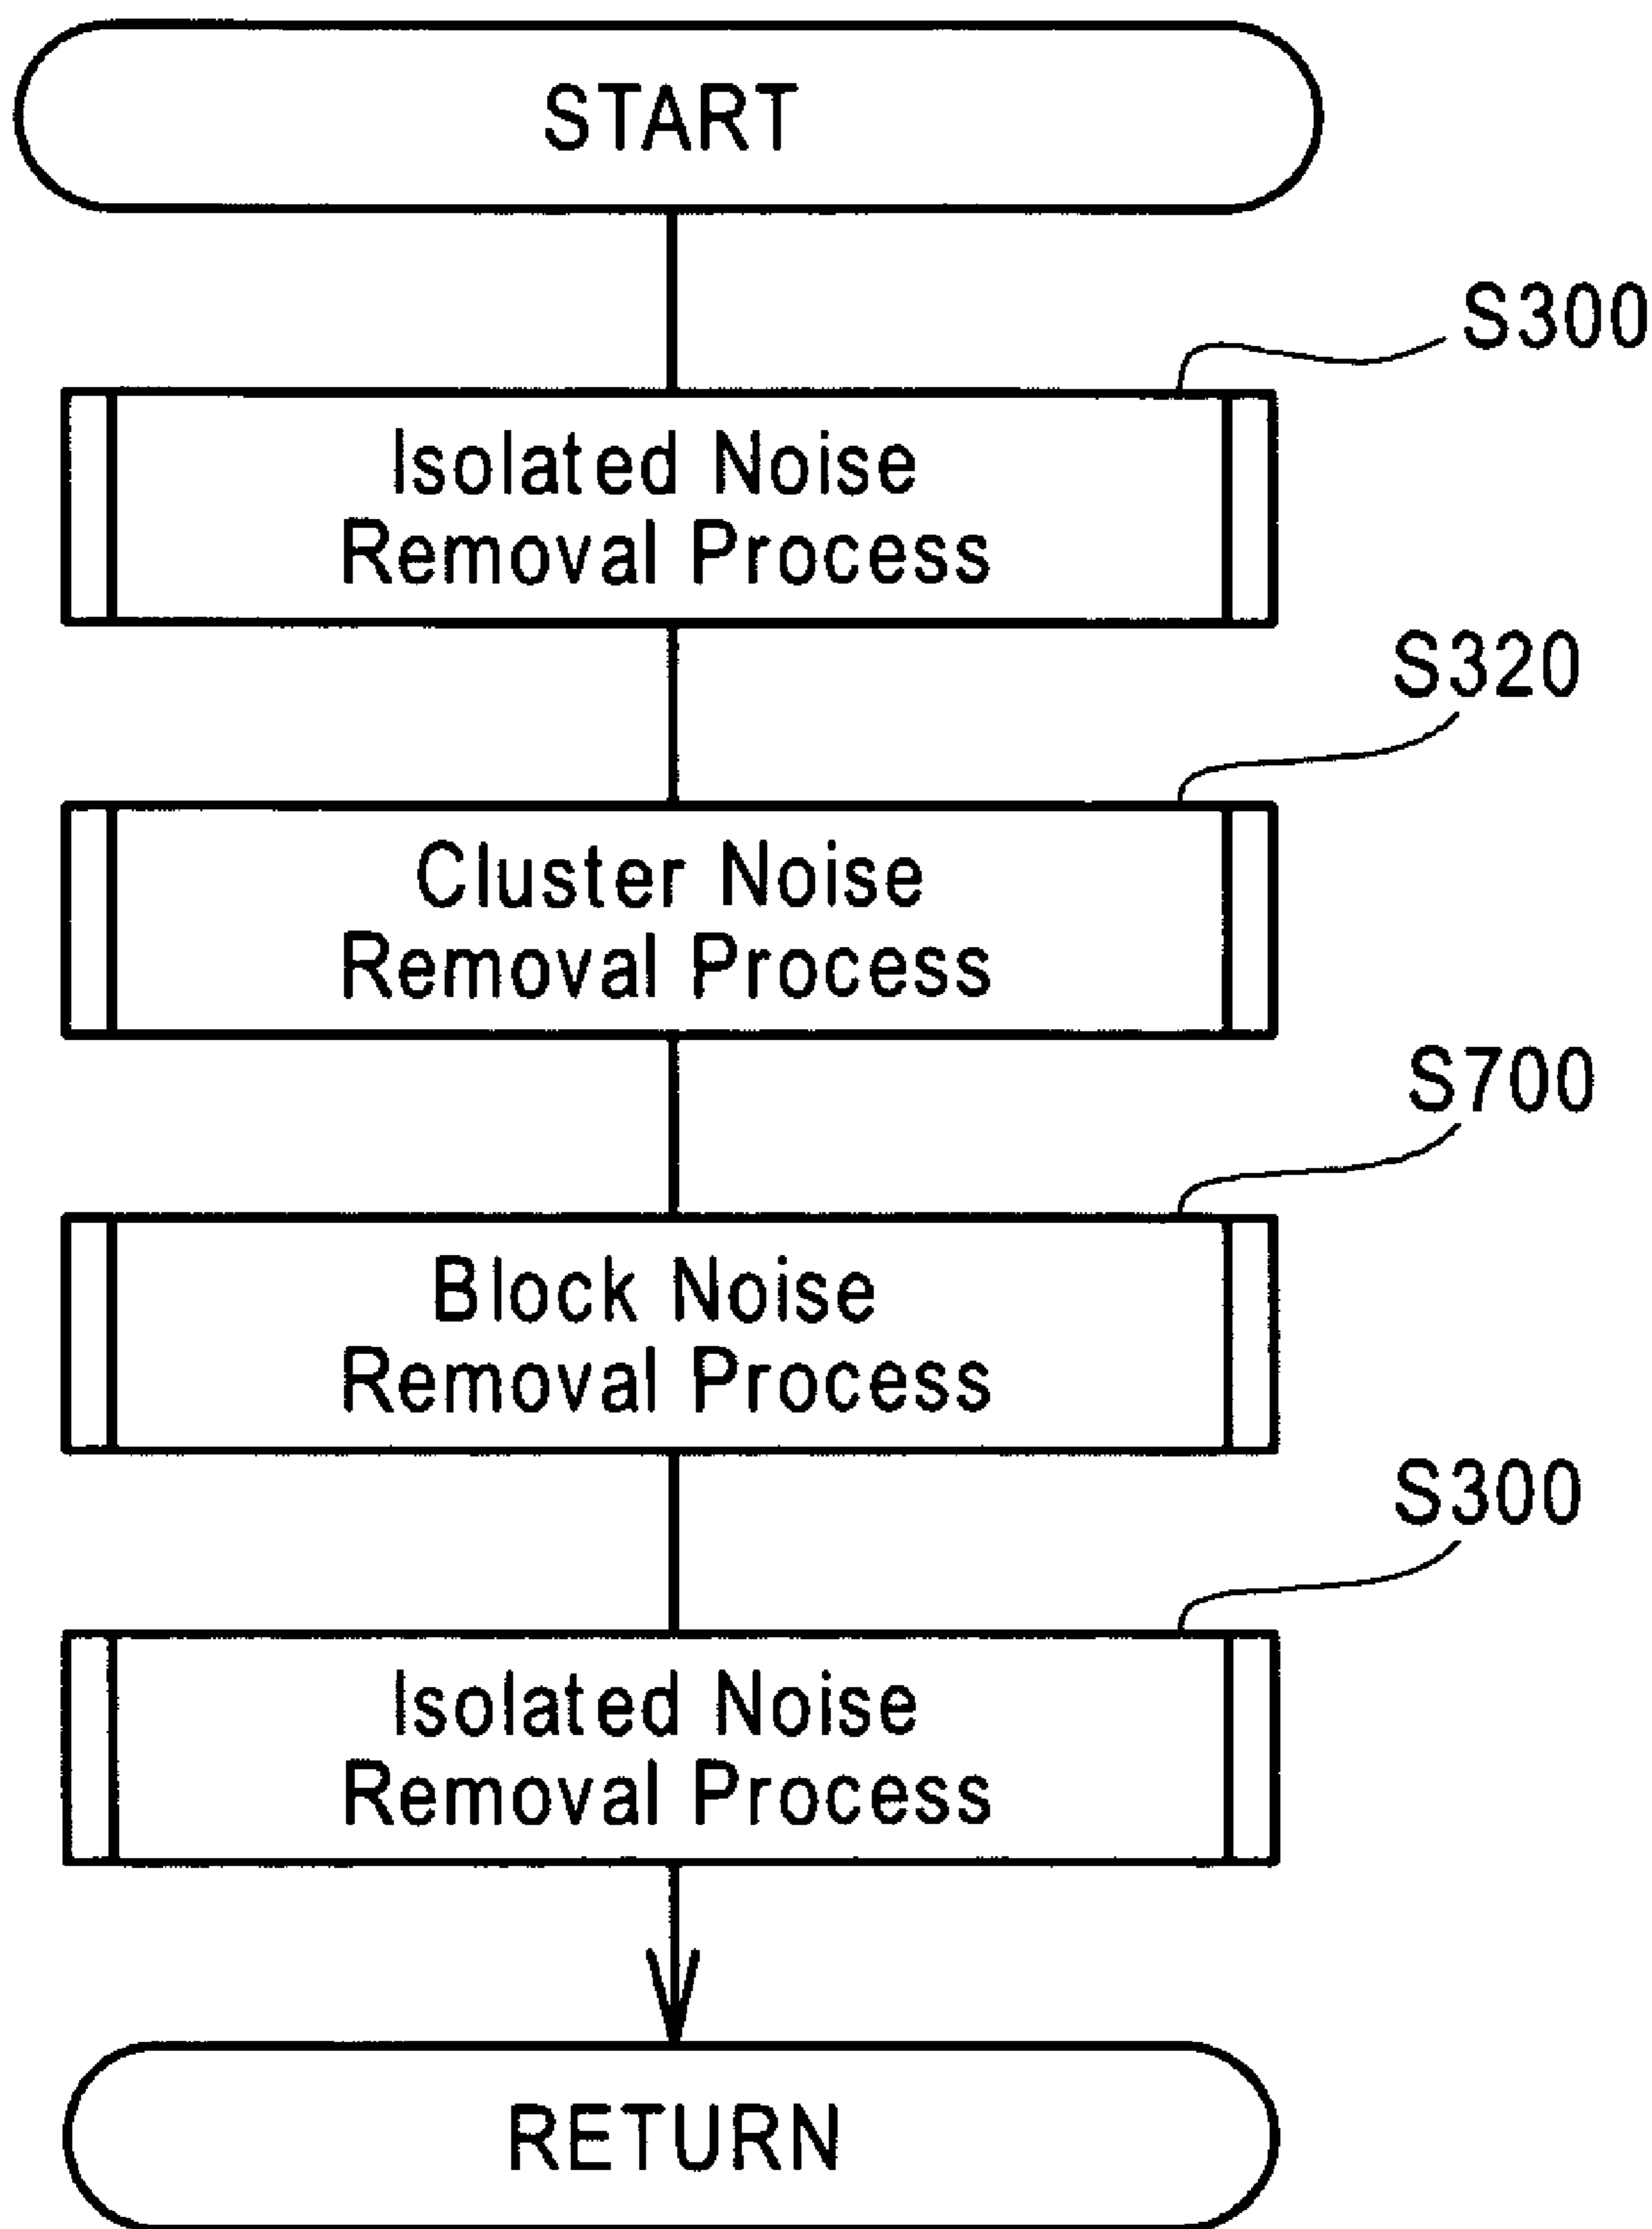 START
S300
Isolated Noise
Removal Process
S320
Cluster Noise
Removal Process
S700
Block Noise
Removal Process
S300
Isolated Noise
Removal Process
RETURN